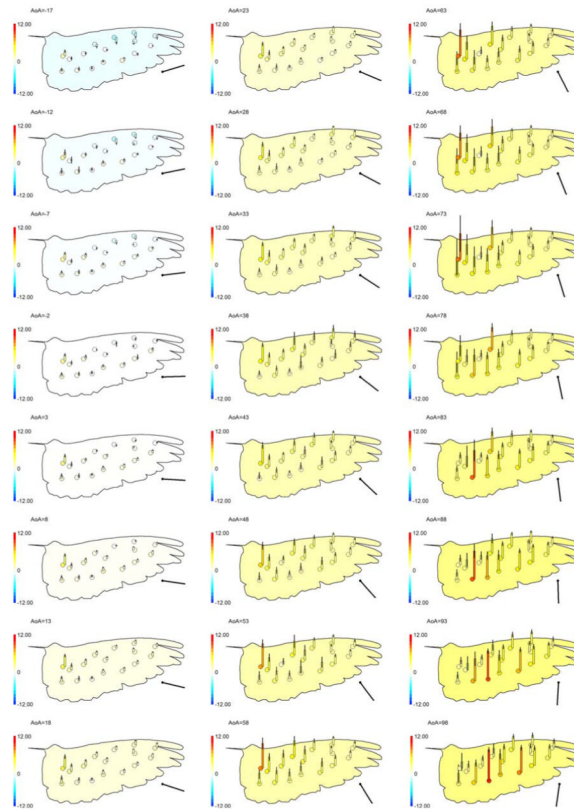 AoA=-17 AoA=23 AoA=63
12.00 12.00 12.00
0 0 0
-12.00 -12.00 -12.00
AoA=-12 AoA=28 AoA=68
12.00 12.00 12.00
0 0 0
-12.00 -12.00 -12.00
AoA=-7 AoA=33 AoA=73
12.00 12.00 12.00
0 0 0
-12.00 -12.00 -12.00
AoA=-2 AoA=38 AoA=78
12.00 12.00 12.00
0 0 0
-12.00 -12.00 -12.00
AoA=3 AoA=43 AoA=83
12.00 12.00 12.00
0 0 0
-12.00 -12.00 -12.00
AoA=8 AoA=48 AoA=88
12.00 12.00 12.00
0 0 0
-12.00 -12.00 -12.00
AoA=13 AoA=53 AoA=93
12.00 12.00 12.00
0 0 0
-12.00 -12.00 -12.00
AoA=18 AoA=58 AoA=98
12.00 12.00 12.00
0 0 0
-12.00 -12.00 -12.00